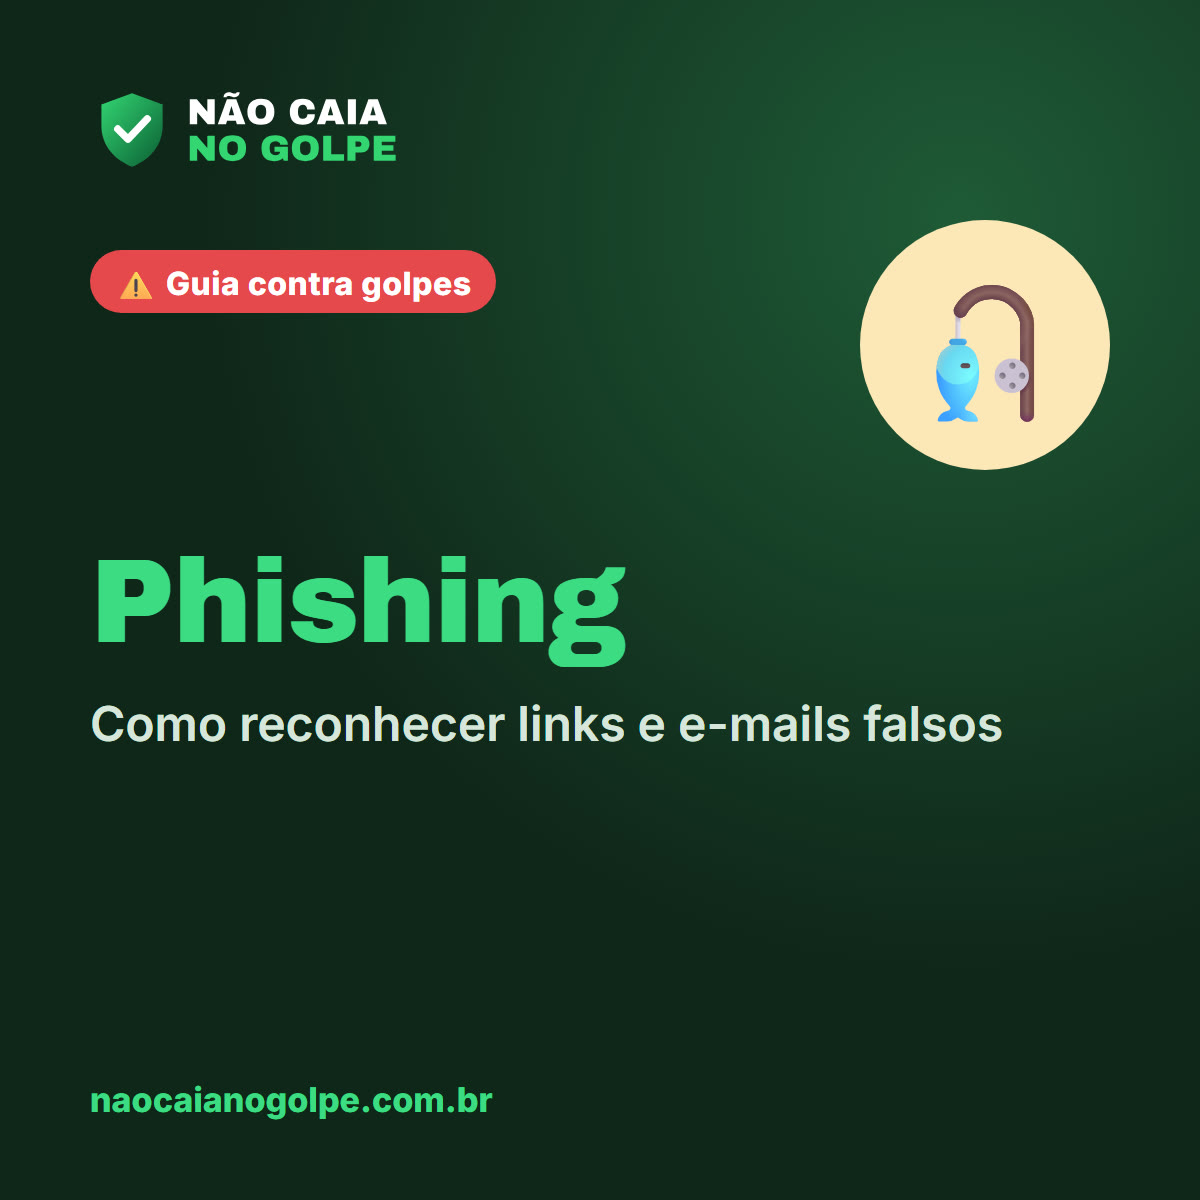 NÃO CAIA
NO GOLPE
Guia contra golpes
Phishing
Como reconhecer links e e-mails falsos
naocaianogolpe.com.br